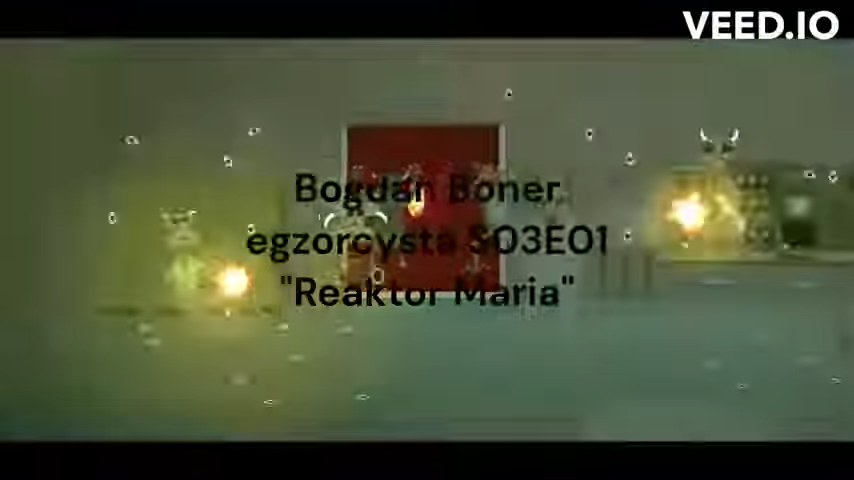 VEED.IO
Bogdan Boner
egzorcysta S03E01
"Reaktor Maria"